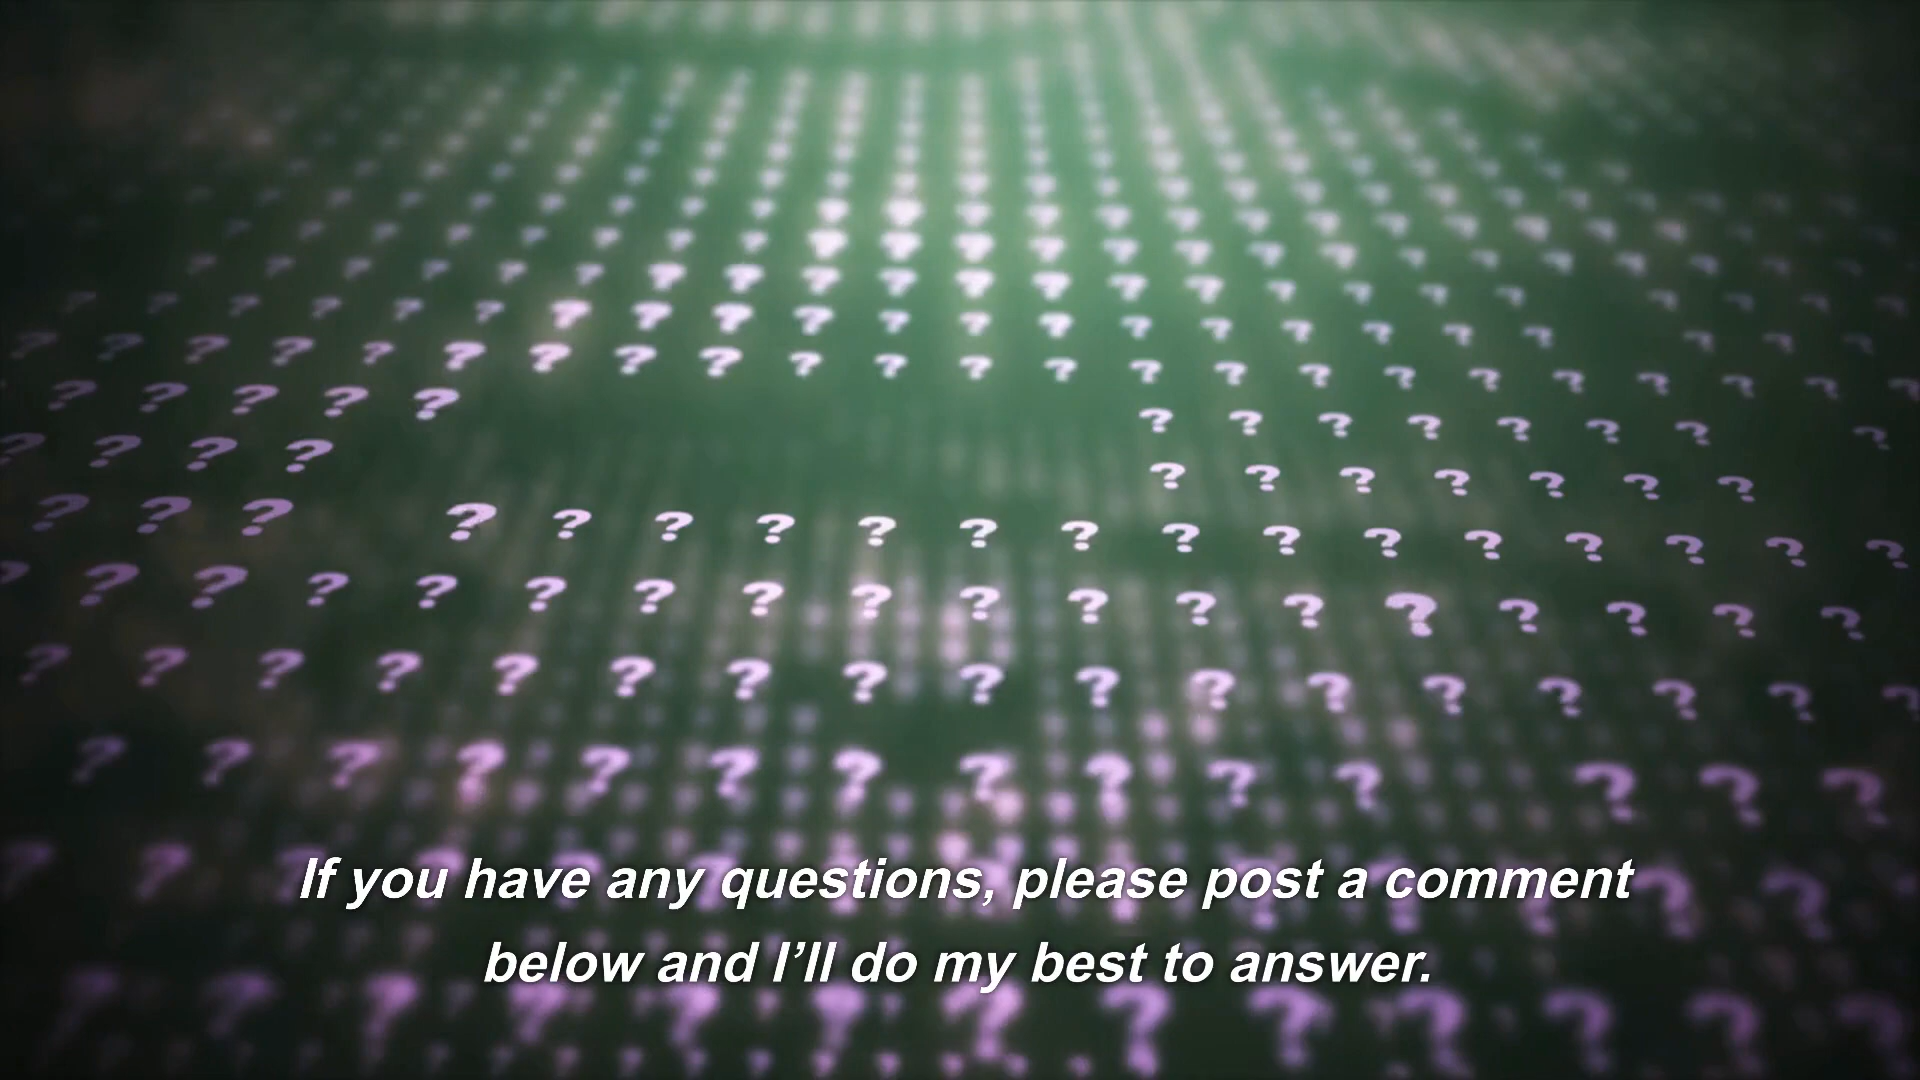 If you have any questions, please post a comment
below and I’ll do my best to answer.